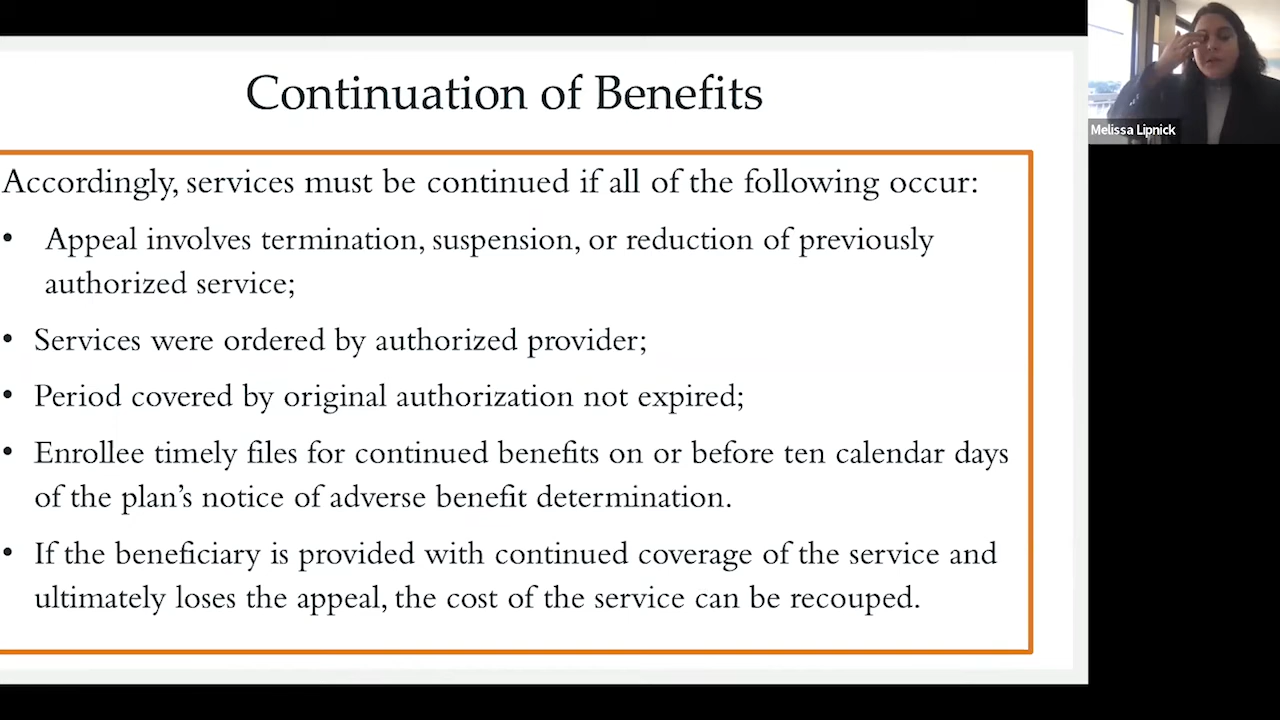 Continuation of Benefits
Melissa Lipnick
Accordingly, services must be continued if all of the following occur:
• Appeal involves termination, suspension, or reduction of previously
authorized service;
• Services were ordered by authorized provider;
• Period covered by original authorization not expired;
• Enrollee timely files for continued benefits on or before ten calendar days
of the plan’s notice of adverse benefit determination.
• If the beneficiary is provided with continued coverage of the service and
ultimately loses the appeal, the cost of the service can be recouped.